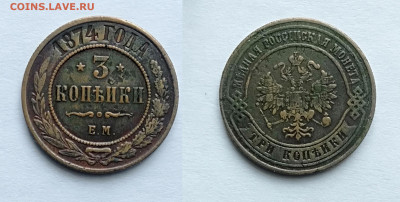 COINS.LAVE.RU
1874 ГОДА
3
КОПѢЙКИ
Е.М.
МѢДНАЯ РОССІЙСКАЯ МОНЕТА
ТРИ КОПѢЙКИ